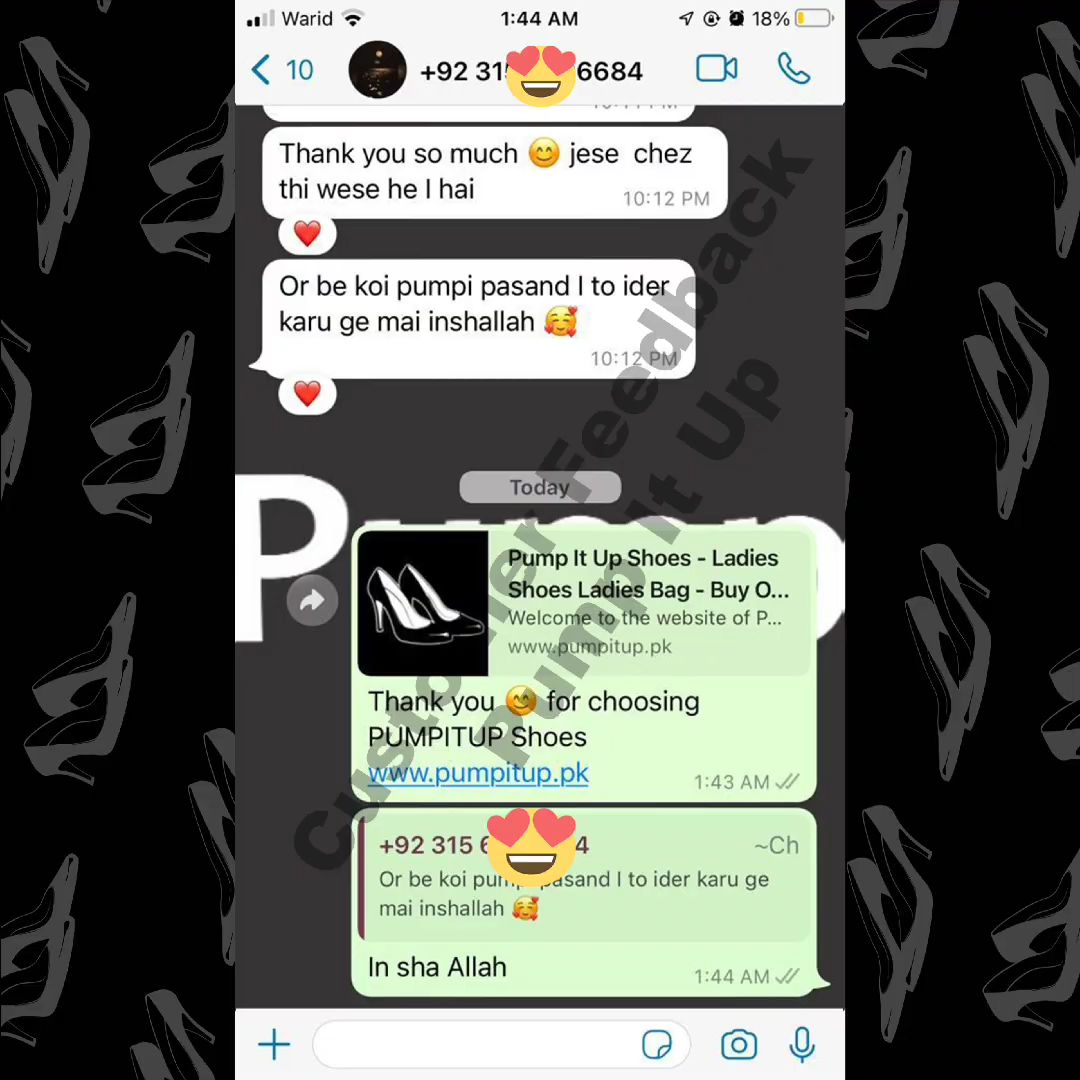 Warid
1:44 AM
18%
10
+92 31 6684
Thank you so much 😊 jese chez
thi wese he I hai
10:12 PM
❤️
Or be koi pumpi pasand I to ider
karu ge mai inshallah 🥰
10:12 PM
❤️
Today
Pump It Up Shoes - Ladies
Shoes Ladies Bag - Buy O...
Welcome to the website of P...
www.pumpitup.pk
Thank you 😊 for choosing
PUMPITUP Shoes
www.pumpitup.pk
1:43 AM
+92 315 6 4
~Ch
Or be koi pumpi pasand I to ider karu ge
mai inshallah 🥰
In sha Allah
1:44 AM
Customer Feedback
Pump It Up